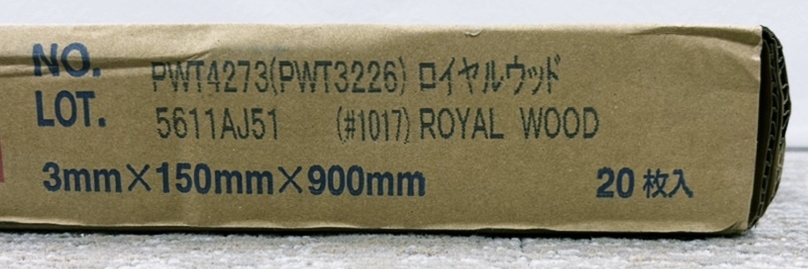 NO. PWT4273(PWT3226) ロイヤルウッド
LOT. 5611AJ51 (#1017) ROYAL WOOD
3mm×150mm×900mm 20枚入